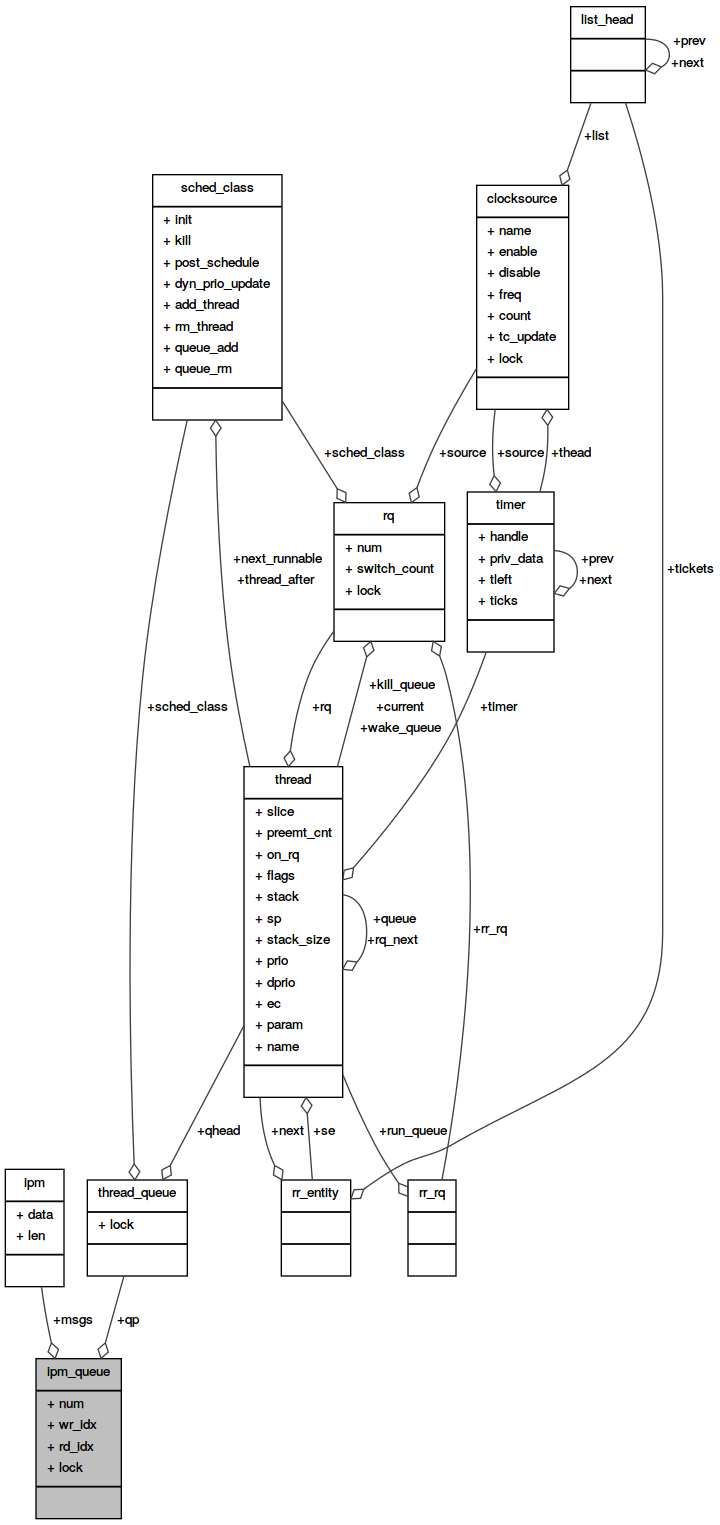 list_head
+prev
+next
+list
sched_class
+ init
+ kill
+ post_schedule
+ dyn_prio_update
+ add_thread
+ rm_thread
+ queue_add
+ queue_rm
clocksource
+ name
+ enable
+ disable
+ freq
+ count
+ tc_update
+ lock
+sched_class
+source
+source
+thead
rq
+ num
+ switch_count
+ lock
timer
+ handle
+ priv_data
+ tleft
+ ticks
+prev
+next
+next_runnable
+thread_after
+tickets
+sched_class
+rq
+kill_queue
+current
+wake_queue
+timer
thread
+ slice
+ preemt_cnt
+ on_rq
+ flags
+ stack
+ sp
+ stack_size
+ prio
+ dprio
+ ec
+ param
+ name
+queue
+rq_next
+rr_rq
+qhead
+next
+se
+run_queue
ipm
+ data
+ len
thread_queue
+ lock
rr_entity
rr_rq
+msgs
+qp
ipm_queue
+ num
+ wr_idx
+ rd_idx
+ lock